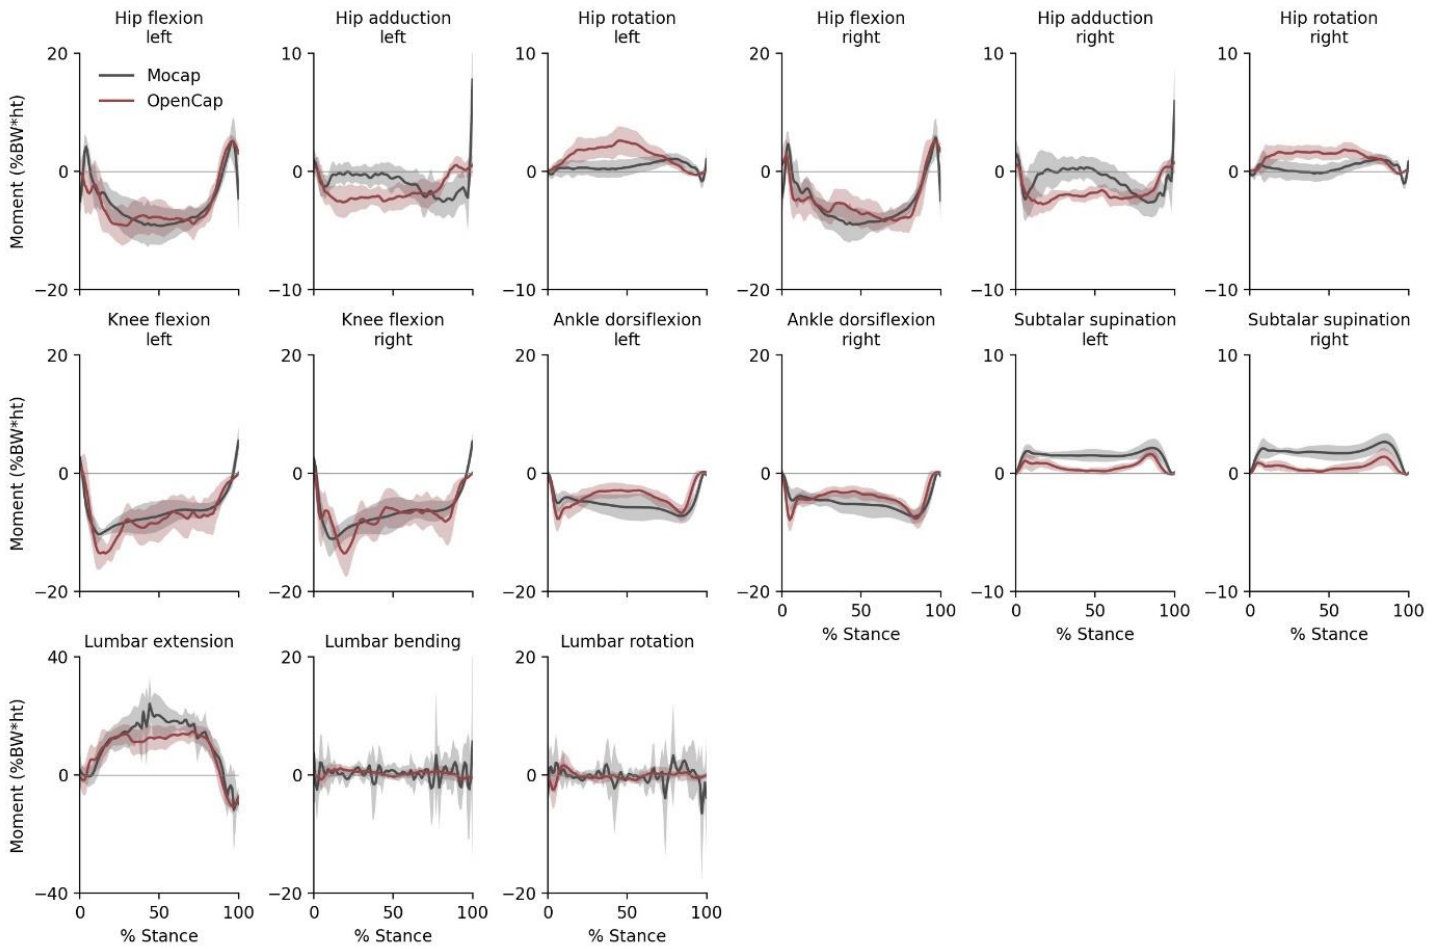 Hip flexion
left
Hip adduction
left
Hip rotation
left
Hip flexion
right
Hip adduction
right
Hip rotation
right
Moment (%BW*ht)
20
0
−20
Mocap
OpenCap
10
0
−10
10
0
−10
20
0
−20
10
0
−10
10
0
−10
Knee flexion
left
Knee flexion
right
Ankle dorsiflexion
left
Ankle dorsiflexion
right
Subtalar supination
left
Subtalar supination
right
Moment (%BW*ht)
20
0
−20
20
0
−20
20
0
−20
20
0
−20
0 50 100
% Stance
10
0
−10
0 50 100
% Stance
10
0
−10
0 50 100
% Stance
Lumbar extension
Lumbar bending
Lumbar rotation
Moment (%BW*ht)
40
0
−40
0 50 100
% Stance
20
0
−20
0 50 100
% Stance
20
0
−20
0 50 100
% Stance